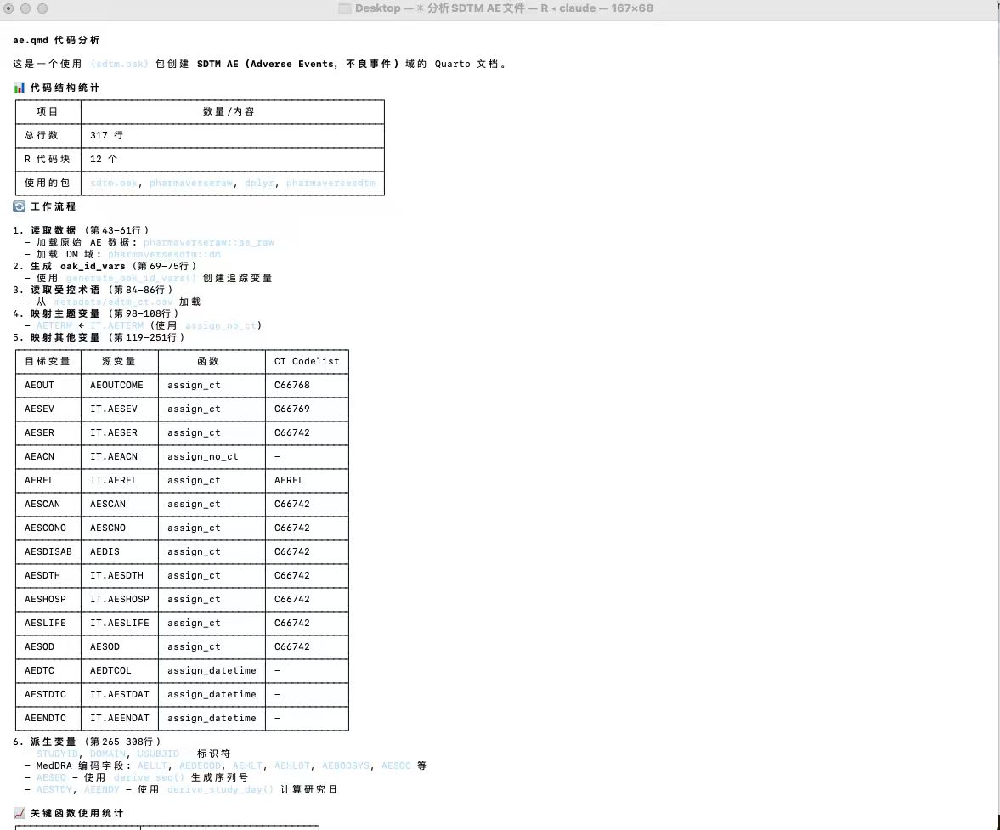 Desktop — ✳ 分析SDTM AE文件 — R ◂ claude — 167×68
ae.qmd 代码分析
这是一个使用 {sdtm.oak} 包创建 SDTM AE (Adverse Events, 不良事件) 域的 Quarto 文档。
📊 代码结构统计
项目 数量/内容
总行数 317 行
R 代码块 12 个
使用的包 sdtm.oak, pharmaverseraw, dplyr, pharmaversesdtm
🔄 工作流程
1. 读取数据 (第43-61行)
- 加载原始 AE 数据: pharmaverseraw::ae_raw
- 加载 DM 域: pharmaversesdtm::dm
2. 生成 oak_id_vars (第69-75行)
- 使用 generate_oak_id_vars() 创建追踪变量
3. 读取受控术语 (第84-86行)
- 从 metadata/sdtm_ct.csv 加载
4. 映射主题变量 (第98-108行)
- AETERM ← IT.AETERM (使用 assign_no_ct)
5. 映射其他变量 (第119-251行)
目标变量 源变量 函数 CT Codelist
AEOUT AEOUTCOME assign_ct C66768
AESEV IT.AESEV assign_ct C66769
AESER IT.AESER assign_ct C66742
AEACN IT.AEACN assign_no_ct -
AEREL IT.AEREL assign_ct AEREL
AESCAN AESCAN assign_ct C66742
AESCONG AESCNO assign_ct C66742
AESDISAB AEDIS assign_ct C66742
AESDTH IT.AESDTH assign_ct C66742
AESHOSP IT.AESHOSP assign_ct C66742
AESLIFE IT.AESLIFE assign_ct C66742
AESOD AESOD assign_ct C66742
AEDTC AEDTCOL assign_datetime -
AESTDTC IT.AESTDAT assign_datetime -
AEENDTC IT.AEENDAT assign_datetime -
6. 派生变量 (第265-308行)
- STUDYID, DOMAIN, USUBJID - 标识符
- MedDRA 编码字段: AELLT, AEDECOD, AEHLT, AEHLGT, AEBODSYS, AESOC 等
- AESEQ - 使用 derive_seq() 生成序列号
- AESTDY, AEENDY - 使用 derive_study_day() 计算研究日
📈 关键函数使用统计